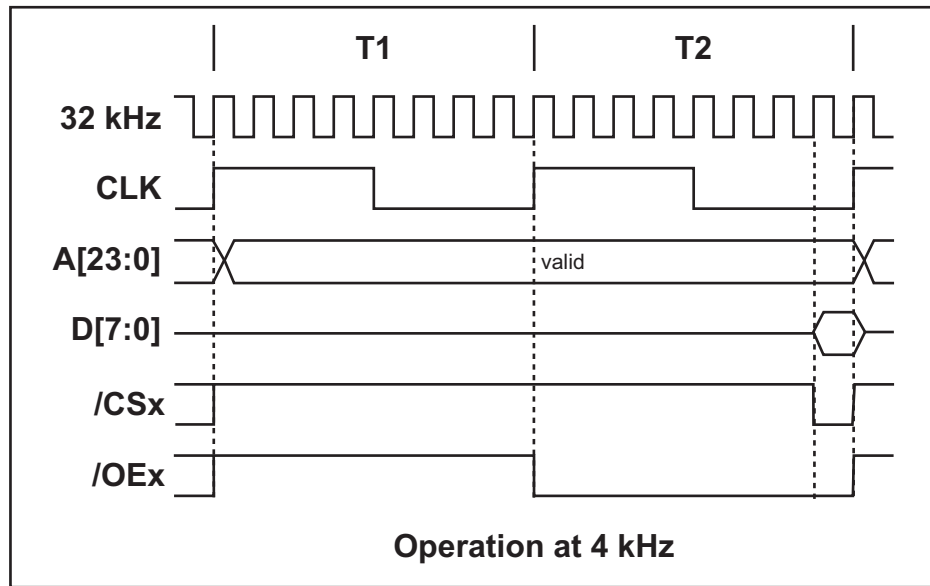 T1 T2
32 kHz
CLK
A[23:0] valid
D[7:0]
/CSx
/OEx
Operation at 4 kHz